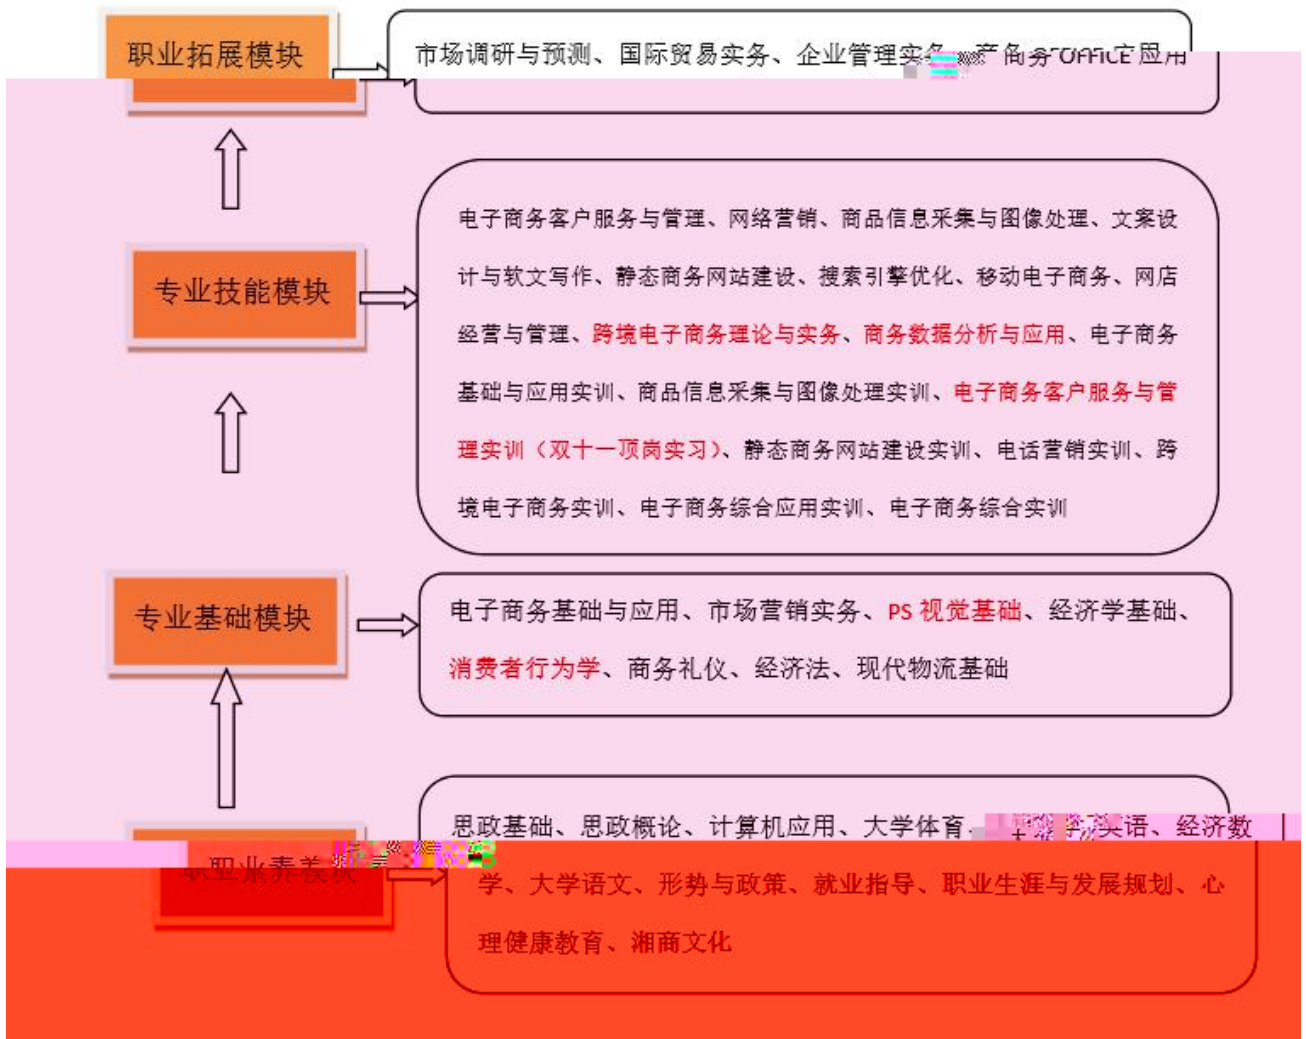 职业拓展模块
市场调研与预测、国际贸易实务、企业管理实务、商务 OFFICE 应用
专业技能模块
电子商务客户服务与管理、网络营销、商品信息采集与图像处理、文案设
计与软文写作、静态商务网站建设、搜索引擎优化、移动电子商务、网店
经营与管理、跨境电子商务理论与实务、商务数据分析与应用、电子商务
基础与应用实训、商品信息采集与图像处理实训、电子商务客户服务与管
理实训（双十一顶岗实习）、静态商务网站建设实训、电话营销实训、跨
境电子商务实训、电子商务综合应用实训、电子商务综合实训
专业基础模块
电子商务基础与应用、市场营销实务、PS 视觉基础、经济学基础、
消费者行为学、商务礼仪、经济法、现代物流基础
职业素养模块
思政基础、思政概论、计算机应用、大学体育、英语、经济数
学、大学语文、形势与政策、就业指导、职业生涯与发展规划、心
理健康教育、湘商文化